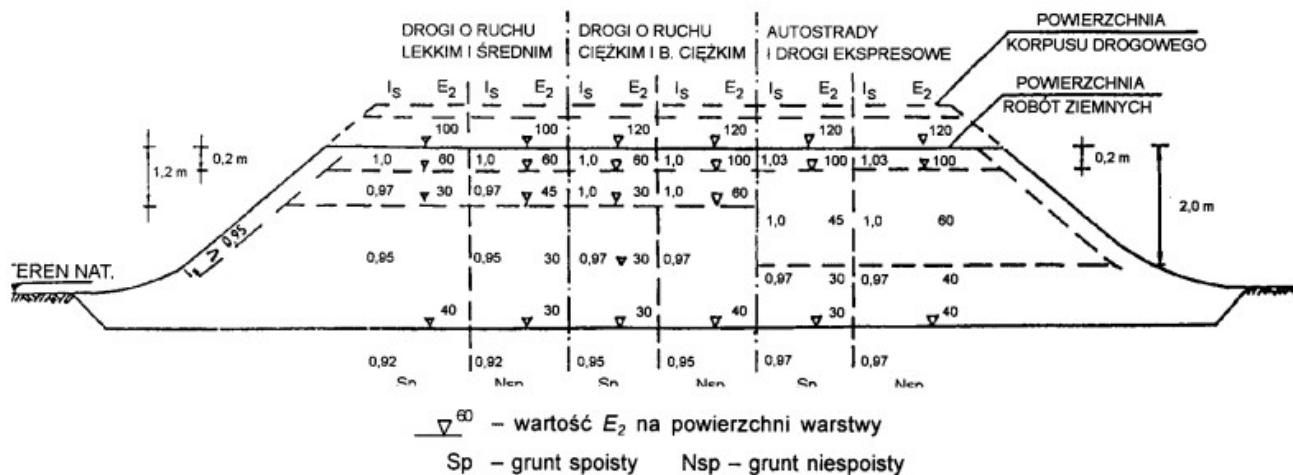 DROGI O RUCHU
LEKKIM I ŚREDNIM
DROGI O RUCHU
CIĘŻKIM I B. CIĘŻKIM
AUTOSTRADY
I DROGI EKSPRESOWE
POWIERZCHNIA
KORPUSU DROGOWEGO
POWIERZCHNIA
ROBÓT ZIEMNYCH
IS E2 IS E2 IS E2 IS E2 IS E2 IS E2
100 100 120 120 120 120
0,2 m 1,0 60 1,0 60 1,0 60 1,0 100 1,03 100 1,03 100 0,2 m
1,2 m 0,97 30 0,97 45 1,0 30 1,0 60
1,0 45 1,0 60 2,0 m
≥ 0,95
0,95 0,95 30 0,97 30 0,97
0,97 30 0,97 40
EREN NAT.
40 30 30 40 30 40
0,92 0,92 0,95 0,95 0,97 0,97
Sp Nsp Sp Nsp Sp Nsp
60 – wartość E2 na powierzchni warstwy
Sp – grunt spoisty Nsp – grunt niespoisty